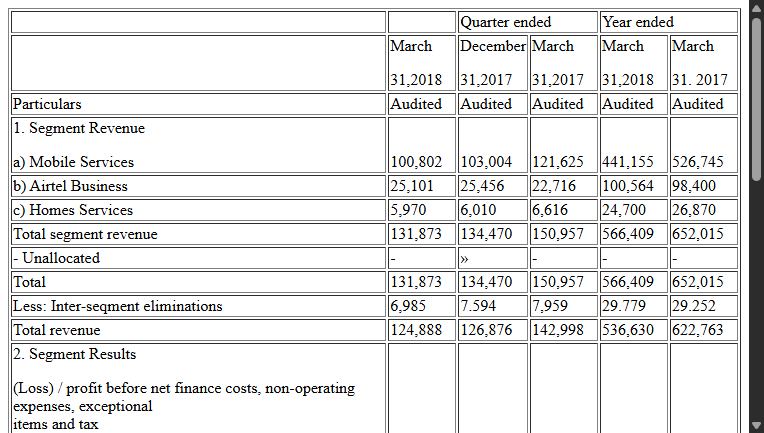 Quarter ended Year ended
March December March March March
31,2018 31,2017 31,2017 31,2018 31. 2017
Particulars Audited Audited Audited Audited Audited
1. Segment Revenue
a) Mobile Services 100,802 103,004 121,625 441,155 526,745
b) Airtel Business 25,101 25,456 22,716 100,564 98,400
c) Homes Services 5,970 6,010 6,616 24,700 26,870
Total segment revenue 131,873 134,470 150,957 566,409 652,015
- Unallocated - » - - -
Total 131,873 134,470 150,957 566,409 652,015
Less: Inter-seqment eliminations 6,985 7.594 7,959 29.779 29.252
Total revenue 124,888 126,876 142,998 536,630 622,763
2. Segment Results
(Loss) / profit before net finance costs, non-operating
expenses, exceptional
items and tax